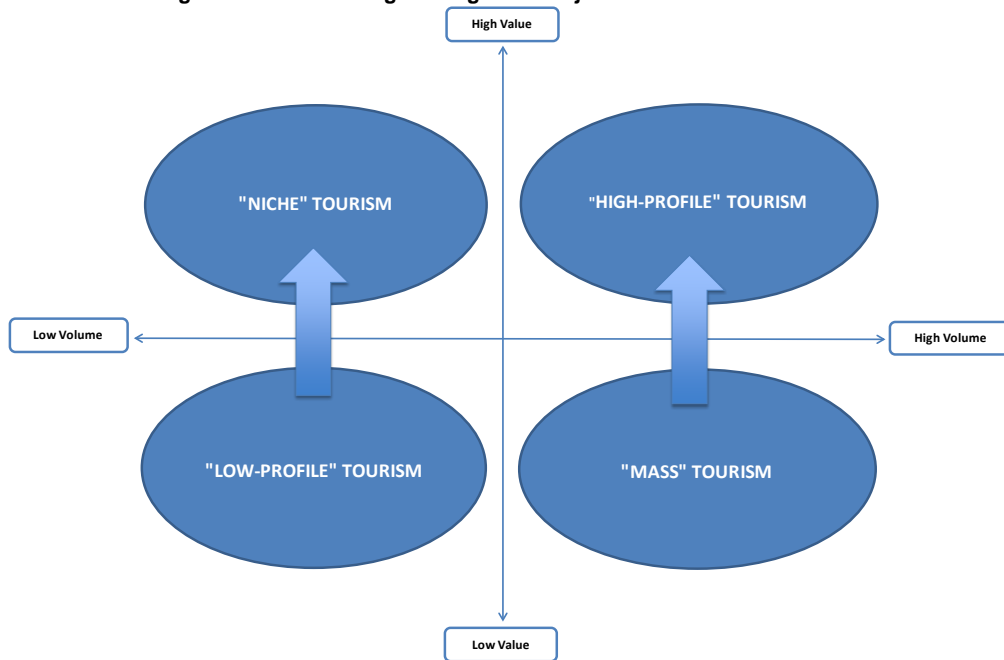 High Value
"NICHE" TOURISM
"HIGH-PROFILE" TOURISM
Low Volume
High Volume
"LOW-PROFILE" TOURISM
"MASS" TOURISM
Low Value